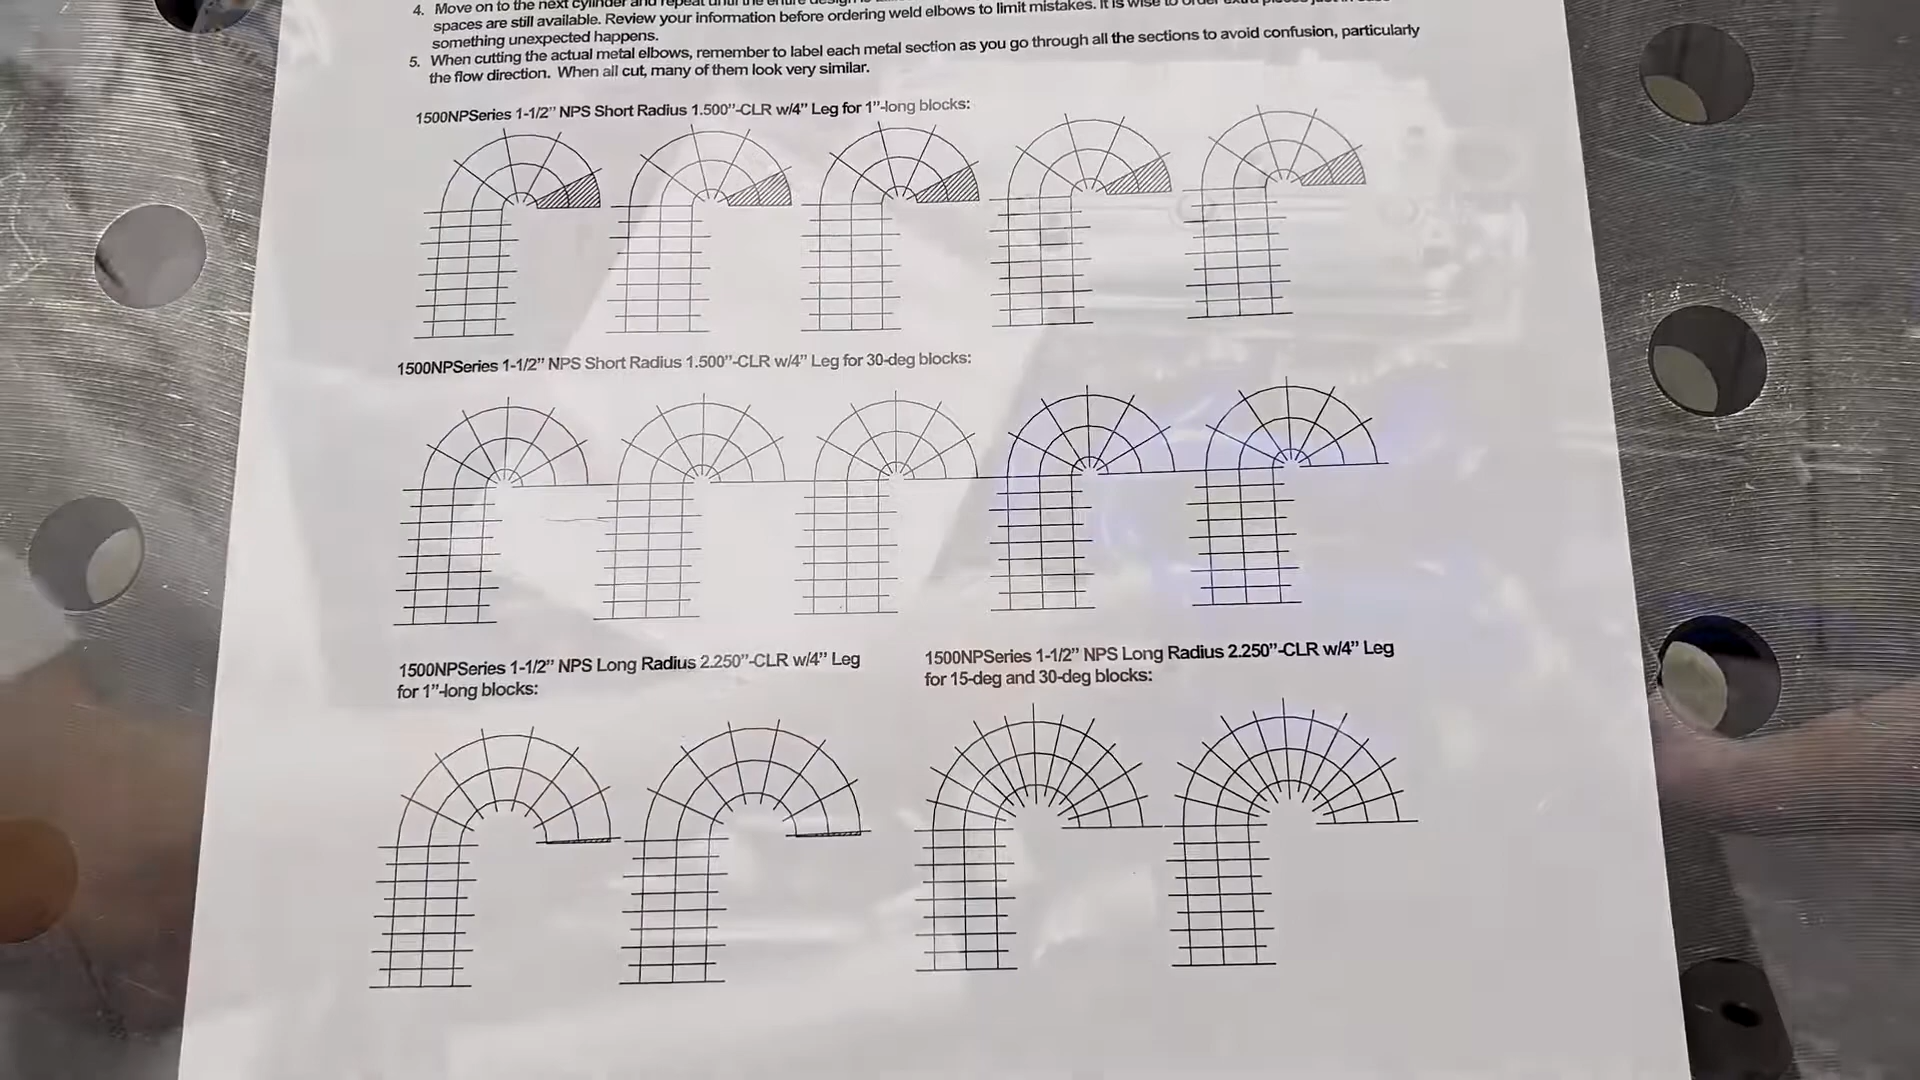 4. Move on to the next cylinder and repeat until the entire design is
spaces are still available. Review your information before ordering weld elbows to limit mistakes. It is wise to order extra pieces just in case
something unexpected happens.
5. When cutting the actual metal elbows, remember to label each metal section as you go through all the sections to avoid confusion, particularly
the flow direction. When all cut, many of them look very similar.
1500NPSeries 1-1/2” NPS Short Radius 1.500”-CLR w/4” Leg for 1”-long blocks:
1500NPSeries 1-1/2” NPS Short Radius 1.500”-CLR w/4” Leg for 30-deg blocks:
1500NPSeries 1-1/2” NPS Long Radius 2.250”-CLR w/4” Leg
for 1”-long blocks:
1500NPSeries 1-1/2” NPS Long Radius 2.250”-CLR w/4” Leg
for 15-deg and 30-deg blocks: